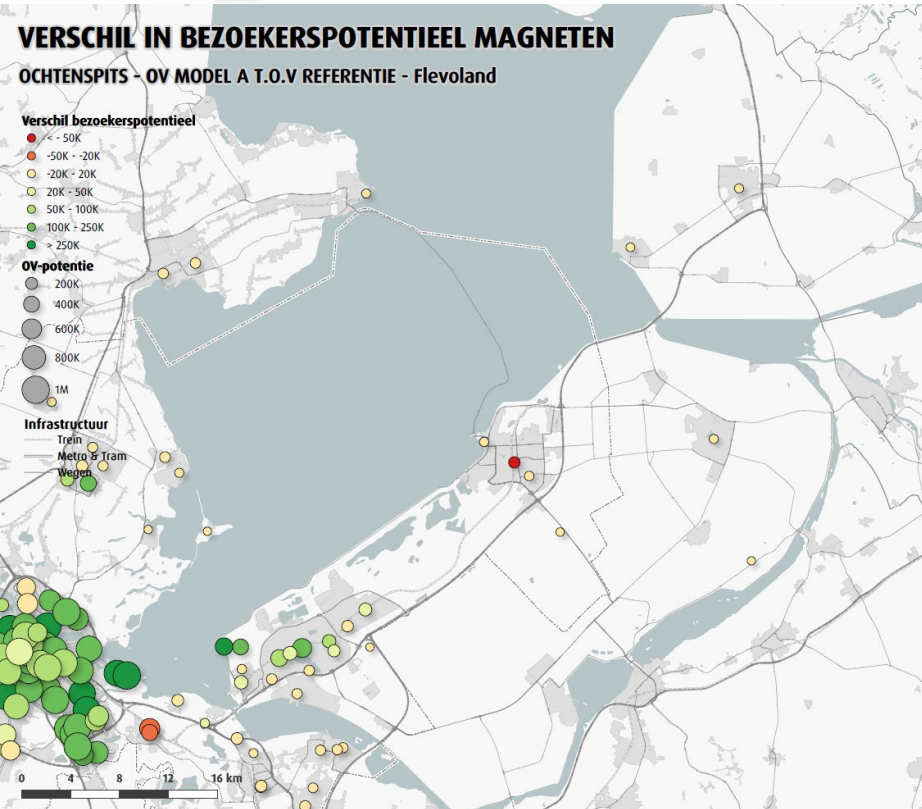 VERSCHIL IN BEZOEKERSPOTENTIEEL MAGNETEN
OCHTENSPITS - OV MODEL A T.O.V REFERENTIE - Flevoland
Verschil bezoekerspotentieel
< - 50K
-50K - -20K
-20K - 20K
20K - 50K
50K - 100K
100K - 250K
> 250K
OV-potentie
200K
400K
600K
800K
1M
Infrastructuur
Trein
Metro & Tram
Wegen
0 4 8 12 16 km